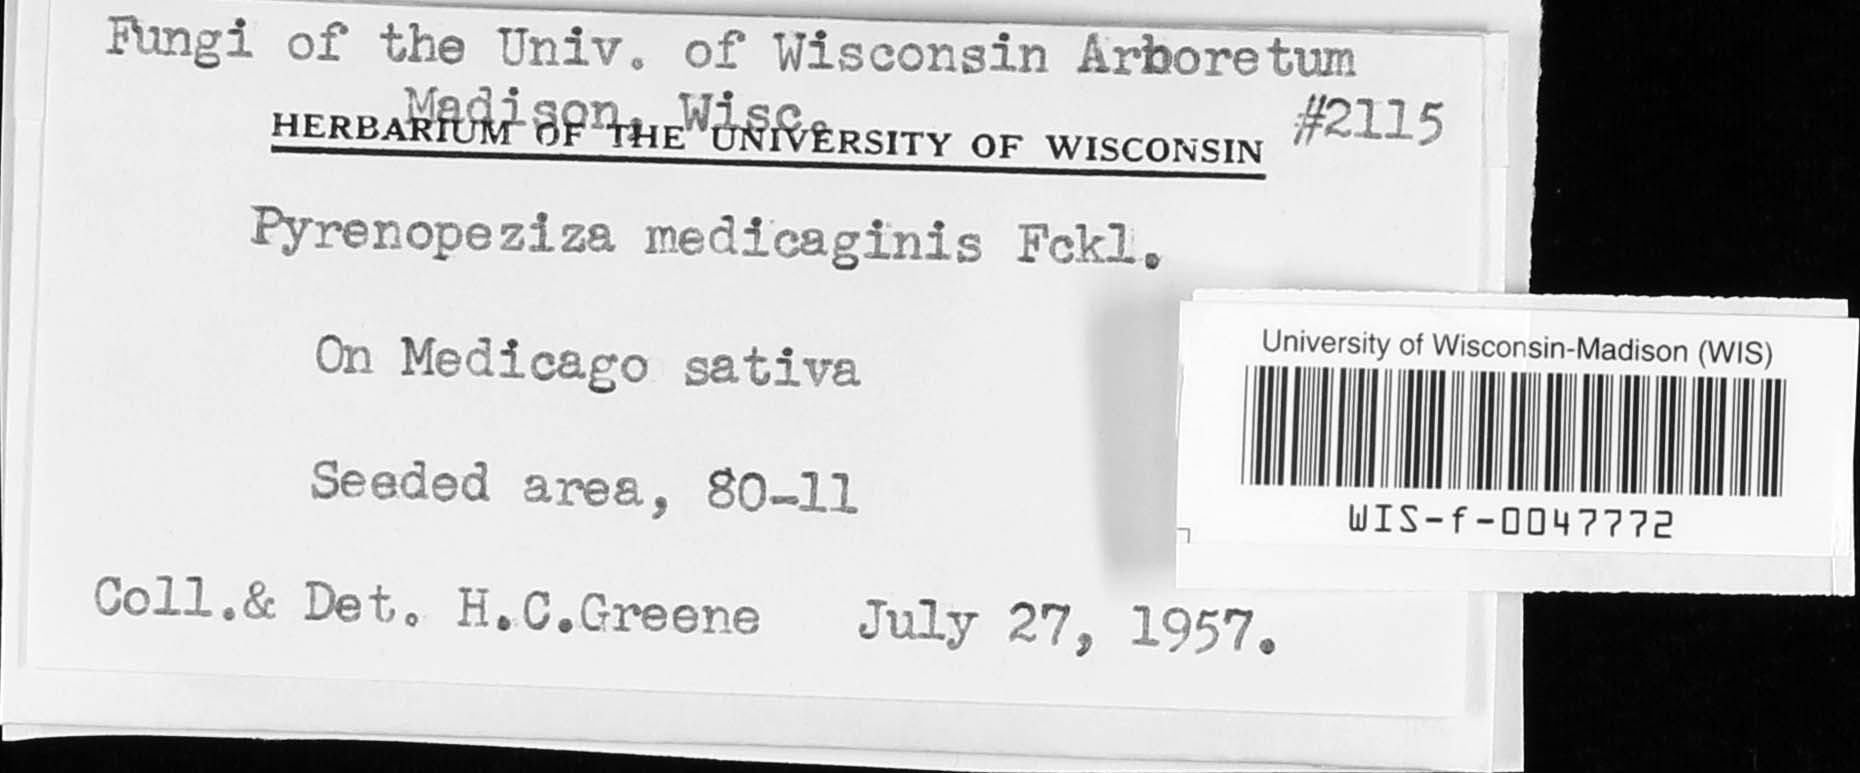 Fungi of the Univ. of Wisconsin Arboretum
Madison, Wisc.
#2115
HERBARIUM OF THE UNIVERSITY OF WISCONSIN
Pyrenopeziza medicaginis Fckl.
On Medicago sativa
Seeded area, 80-11
Coll.& Det. H.C.Greene July 27, 1957.
University of Wisconsin-Madison (WIS)
WIS-f-0047772